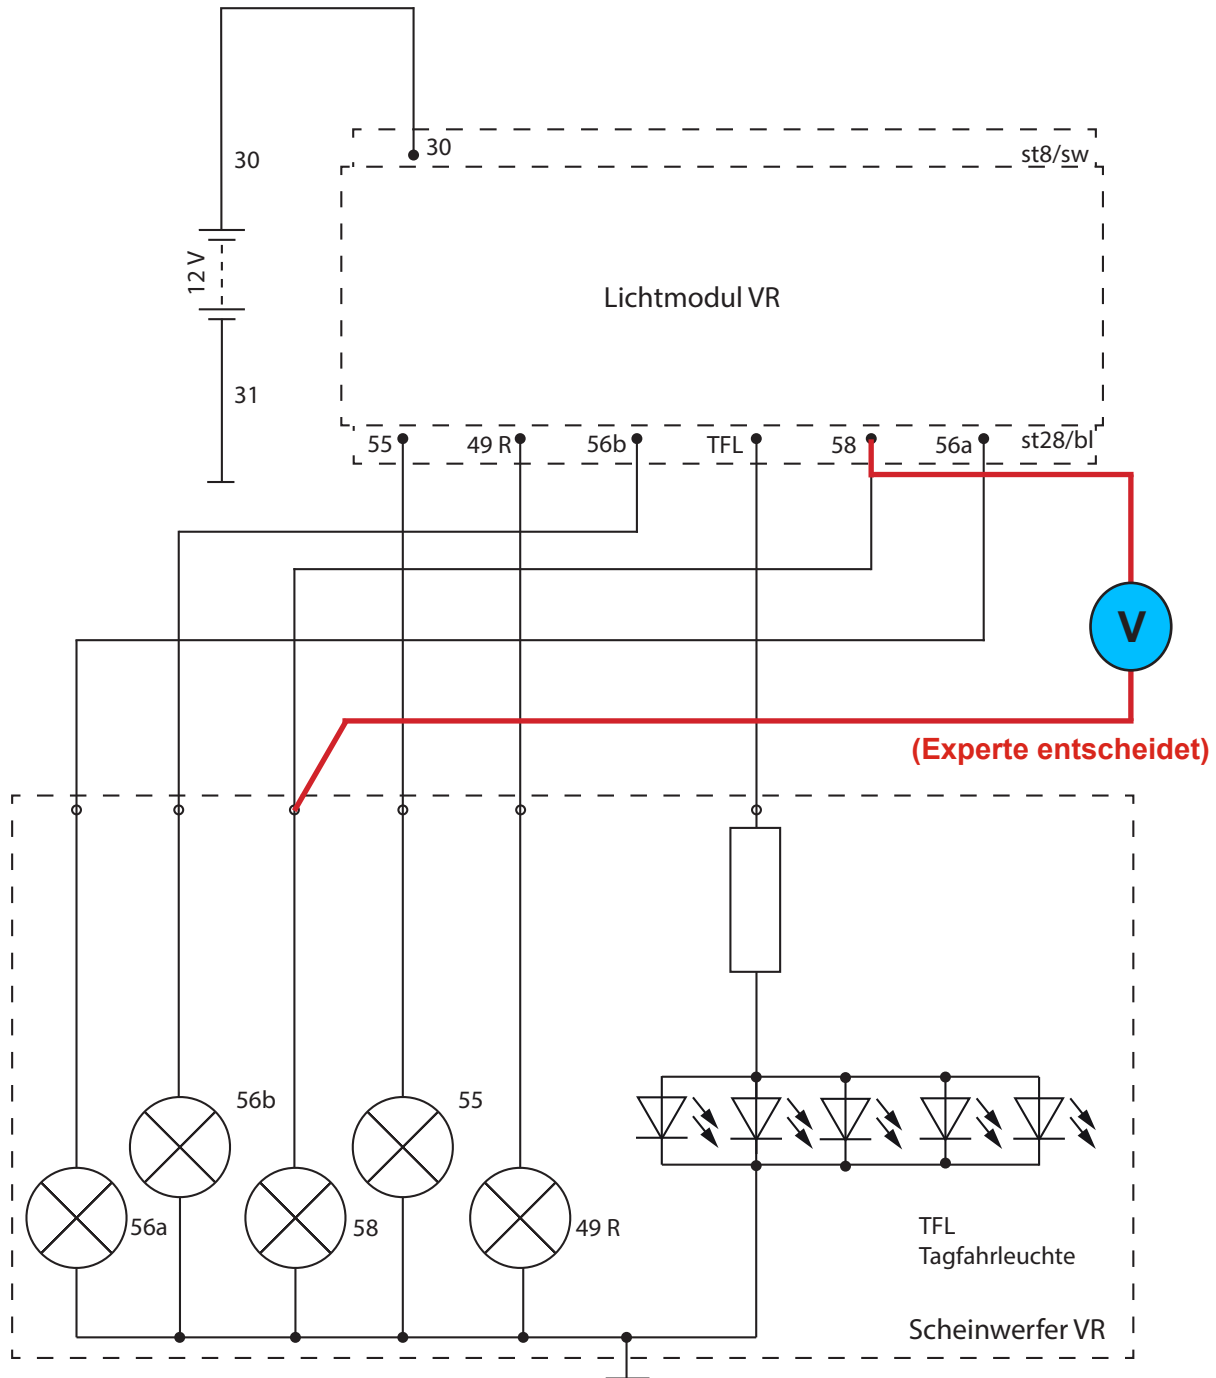 30
30
st8/sw
12 V
Lichtmodul VR
31
55
49 R
56b
TFL
58
56a
st28/bl
V
(Experte entscheidet)
56b
55
56a
58
49 R
TFL
Tagfahrleuchte
Scheinwerfer VR